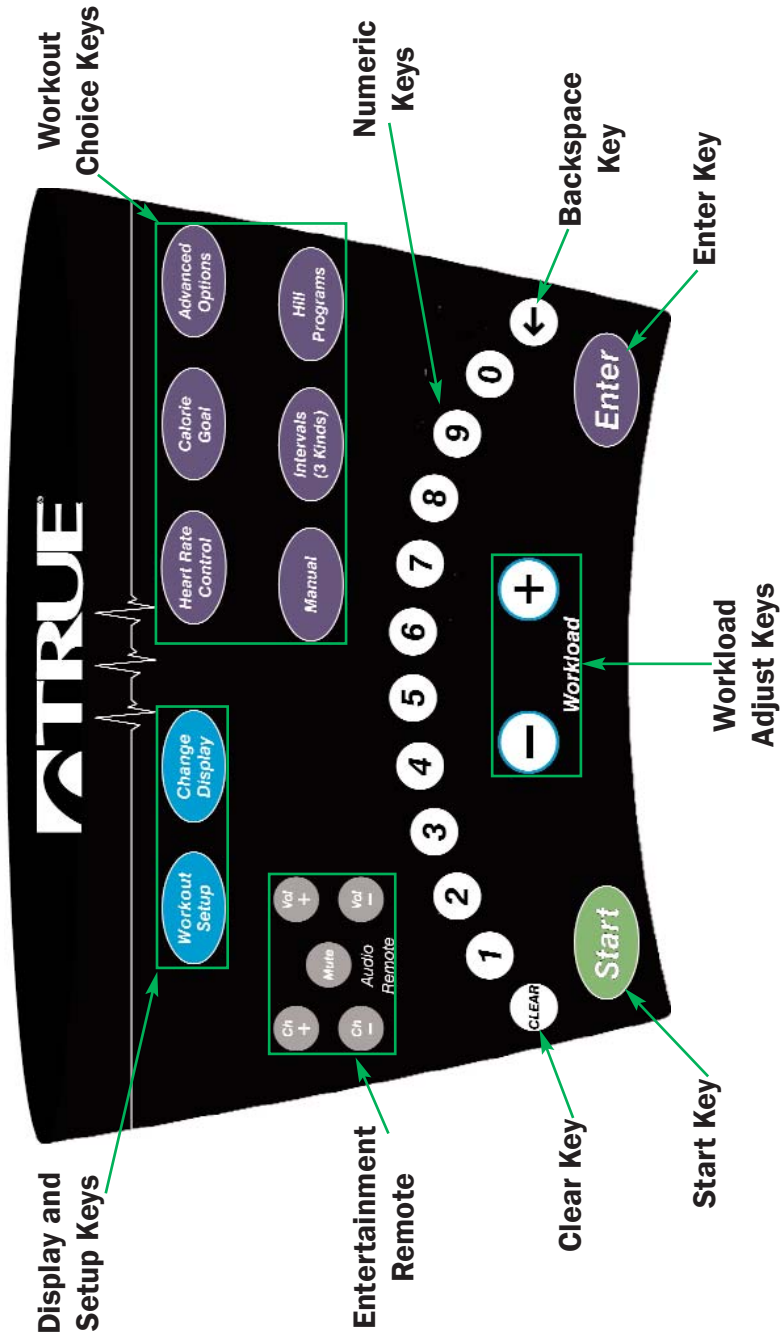 Display and
Setup Keys
Workout
Choice Keys
TRUE®
Workout
Setup
Change
Display
Heart Rate
Control
Calorie
Goal
Advanced
Options
Manual
Intervals
(3 Kinds)
Hill
Programs
Entertainment
Remote
Ch
+
Vol
+
Mute
Ch
−
Vol
−
Audio
Remote
Numeric
Keys
CLEAR
1
2
3
4
5
6
7
8
9
0
←
Backspace
Key
Clear Key
Start
Start Key
−
+
Workload
Workload
Adjust Keys
Enter
Enter Key